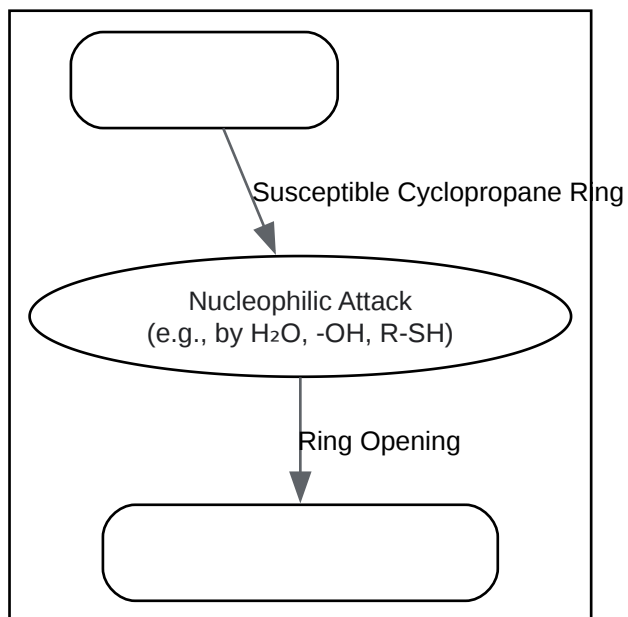 Susceptible Cyclopropane Ring
Nucleophilic Attack
(e.g., by H₂O, -OH, R-SH)
Ring Opening